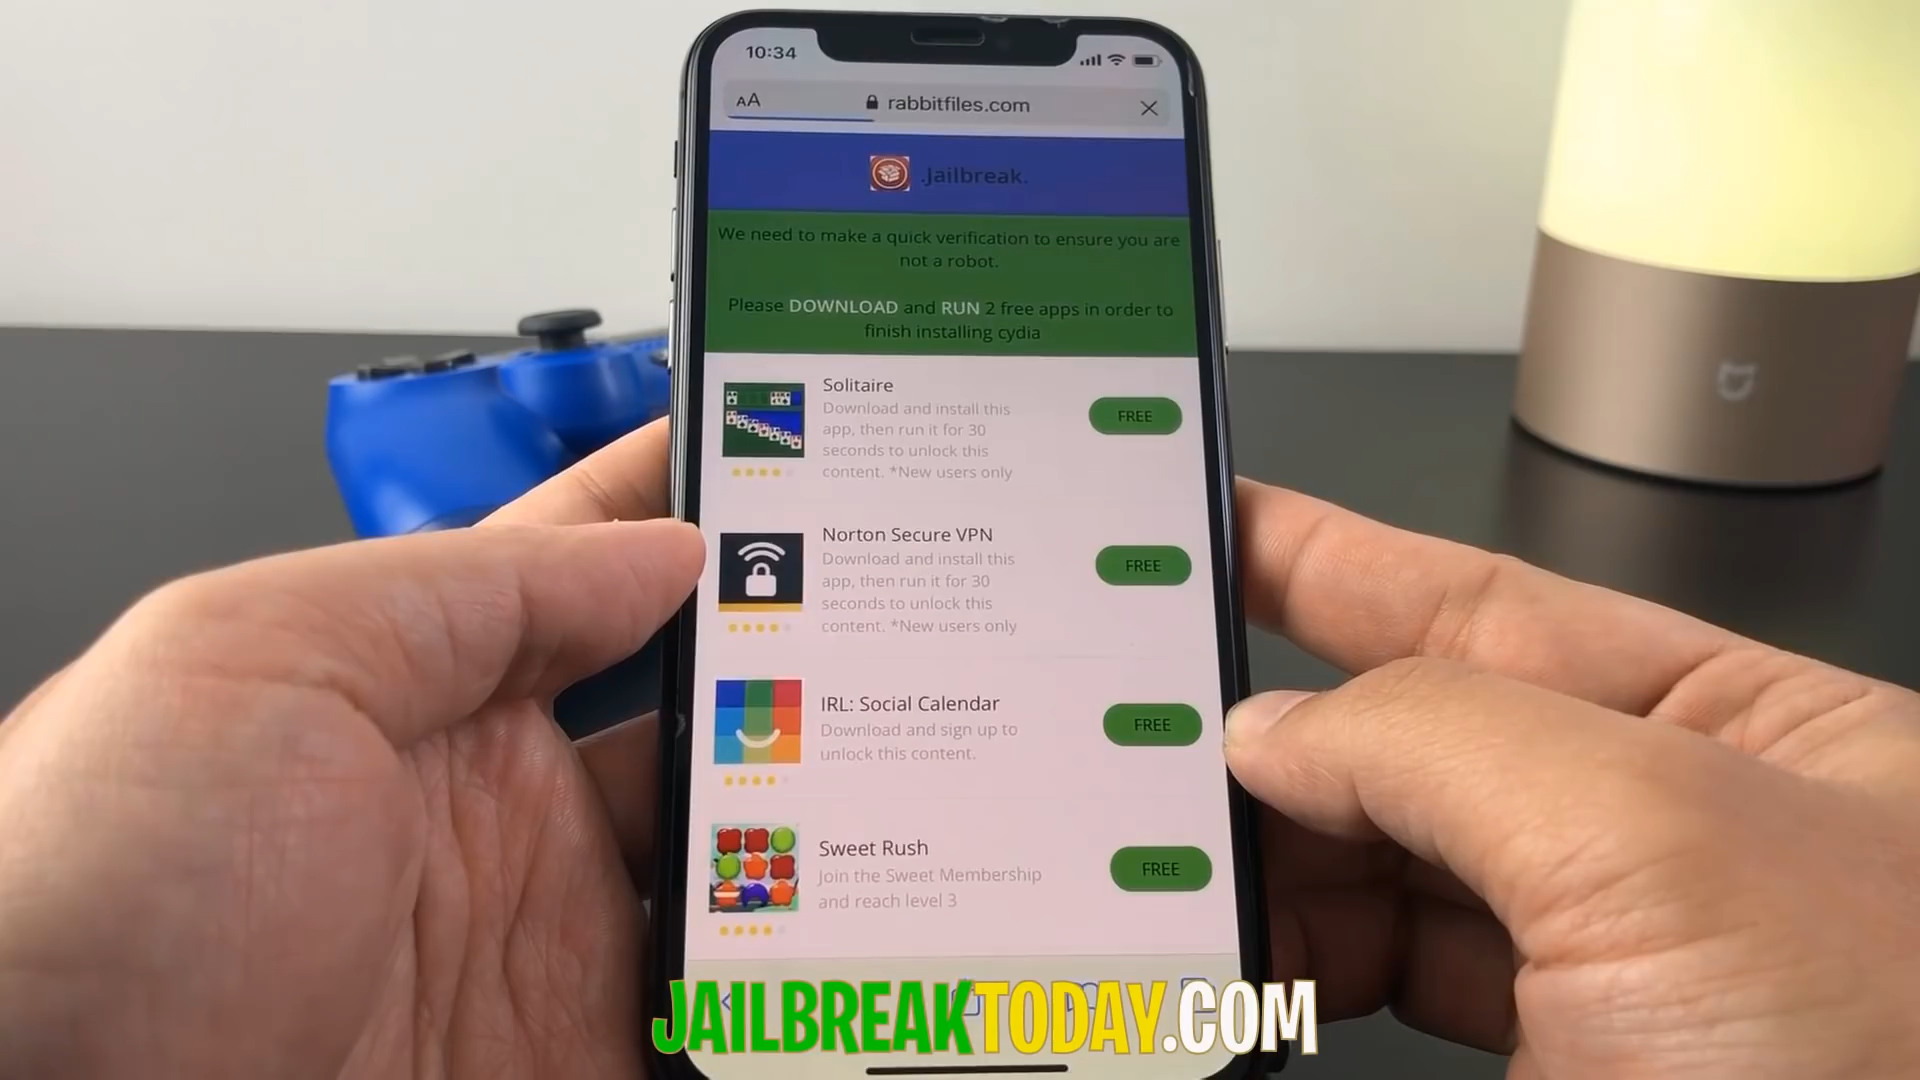 10:34
AA rabbitfiles.com
.Jailbreak.
We need to make a quick verification to ensure you are
not a robot.
Please DOWNLOAD and RUN 2 free apps in order to
finish installing cydia
Solitaire
Download and install this
app, then run it for 30
seconds to unlock this
content. *New users only
FREE
Norton Secure VPN
Download and install this
app, then run it for 30
seconds to unlock this
content. *New users only
FREE
IRL: Social Calendar
Download and sign up to
unlock this content.
FREE
Sweet Rush
Join the Sweet Membership
and reach level 3
FREE
JAILBREAKTODAY.COM